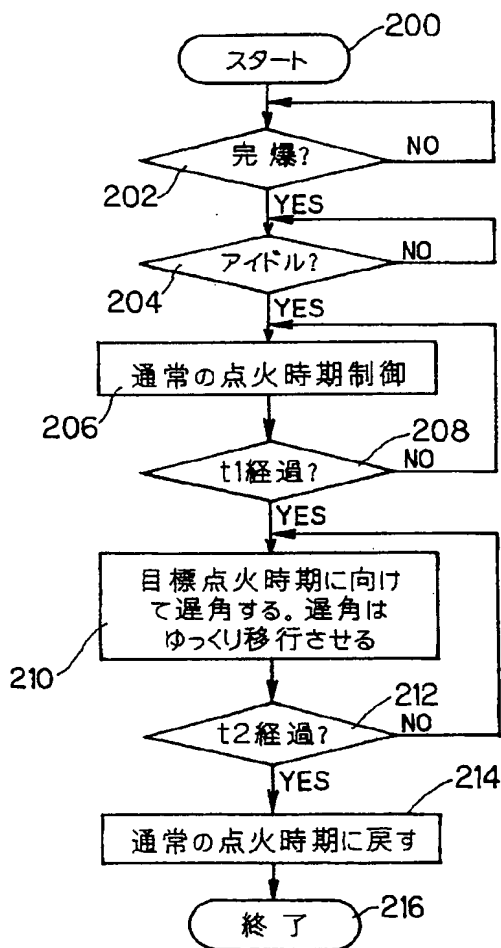 200
スタート
完爆?
NO
202
YES
アイドル?
NO
204
YES
通常の点火時期制御
206
208
t1経過?
NO
YES
目標点火時期に向け
て遅角する。遅角は
ゆっくり移行させる
210
212
t2経過?
NO
YES
214
通常の点火時期に戻す
終了
216